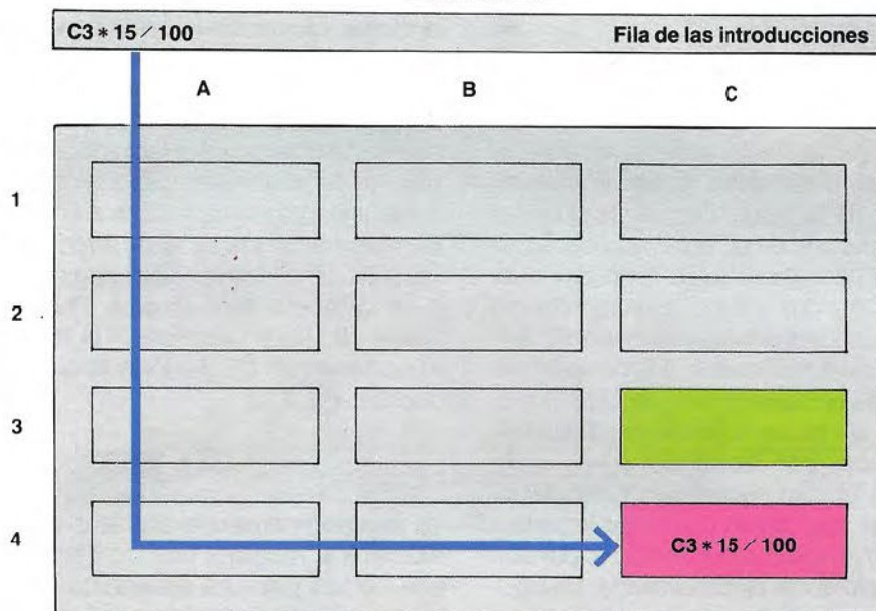 C3 * 15 / 100 Fila de las introducciones
A B C
1
2
3
4 C3 * 15 / 100